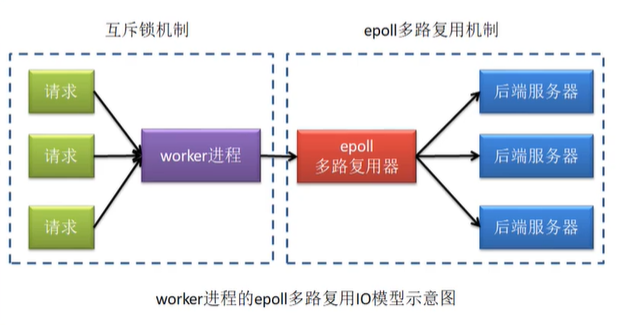 互斥锁机制
epoll多路复用机制
请求
请求
请求
worker进程
epoll
多路复用器
后端服务器
后端服务器
后端服务器
worker进程的epoll多路复用IO模型示意图